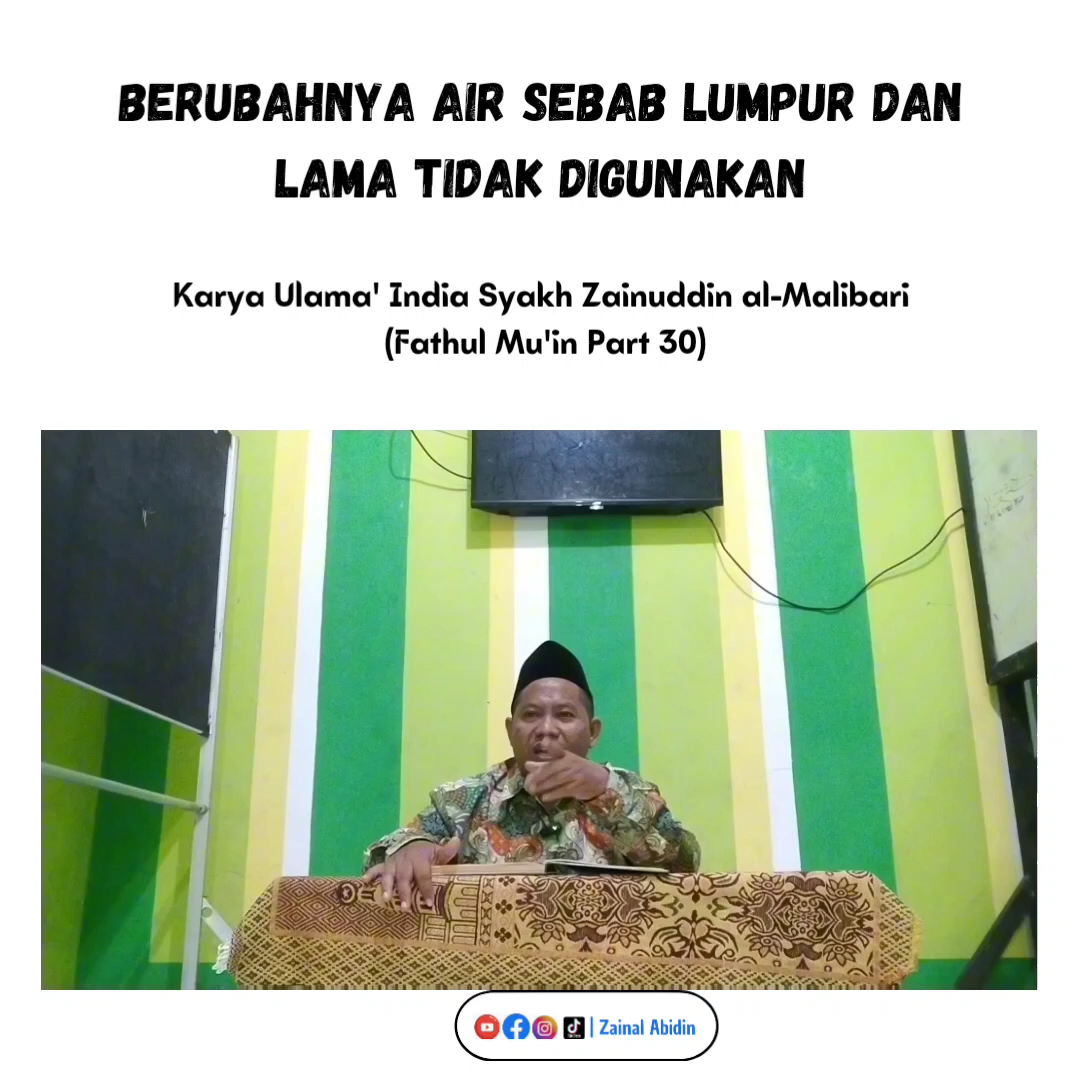 BERUBAHNYA AIR SEBAB LUMPUR DAN
LAMA TIDAK DIGUNAKAN
Karya Ulama' India Syakh Zainuddin al-Malibari
(Fathul Mu'in Part 30)
| Zainal Abidin